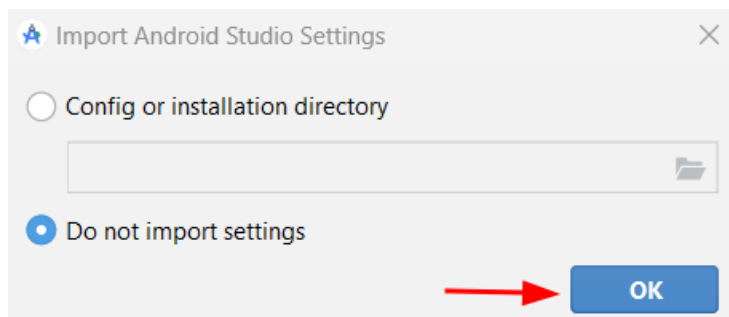 Import Android Studio Settings
Config or installation directory
Do not import settings
OK